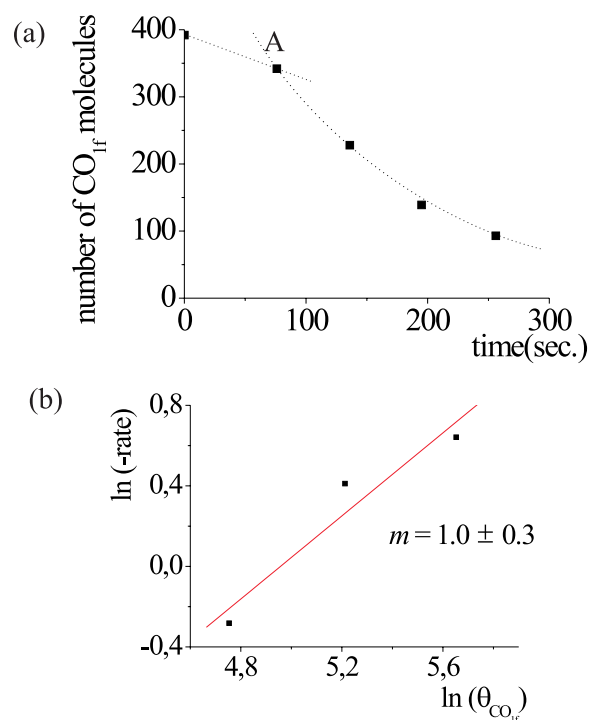 (a)
number of CO1f molecules
400
300
200
100
0
A
0 100 200 300
time(sec.)
(b)
ln (-rate)
0,8
0,4
0,0
-0,4
m = 1.0 ± 0.3
4,8 5,2 5,6
ln (θCO1f)